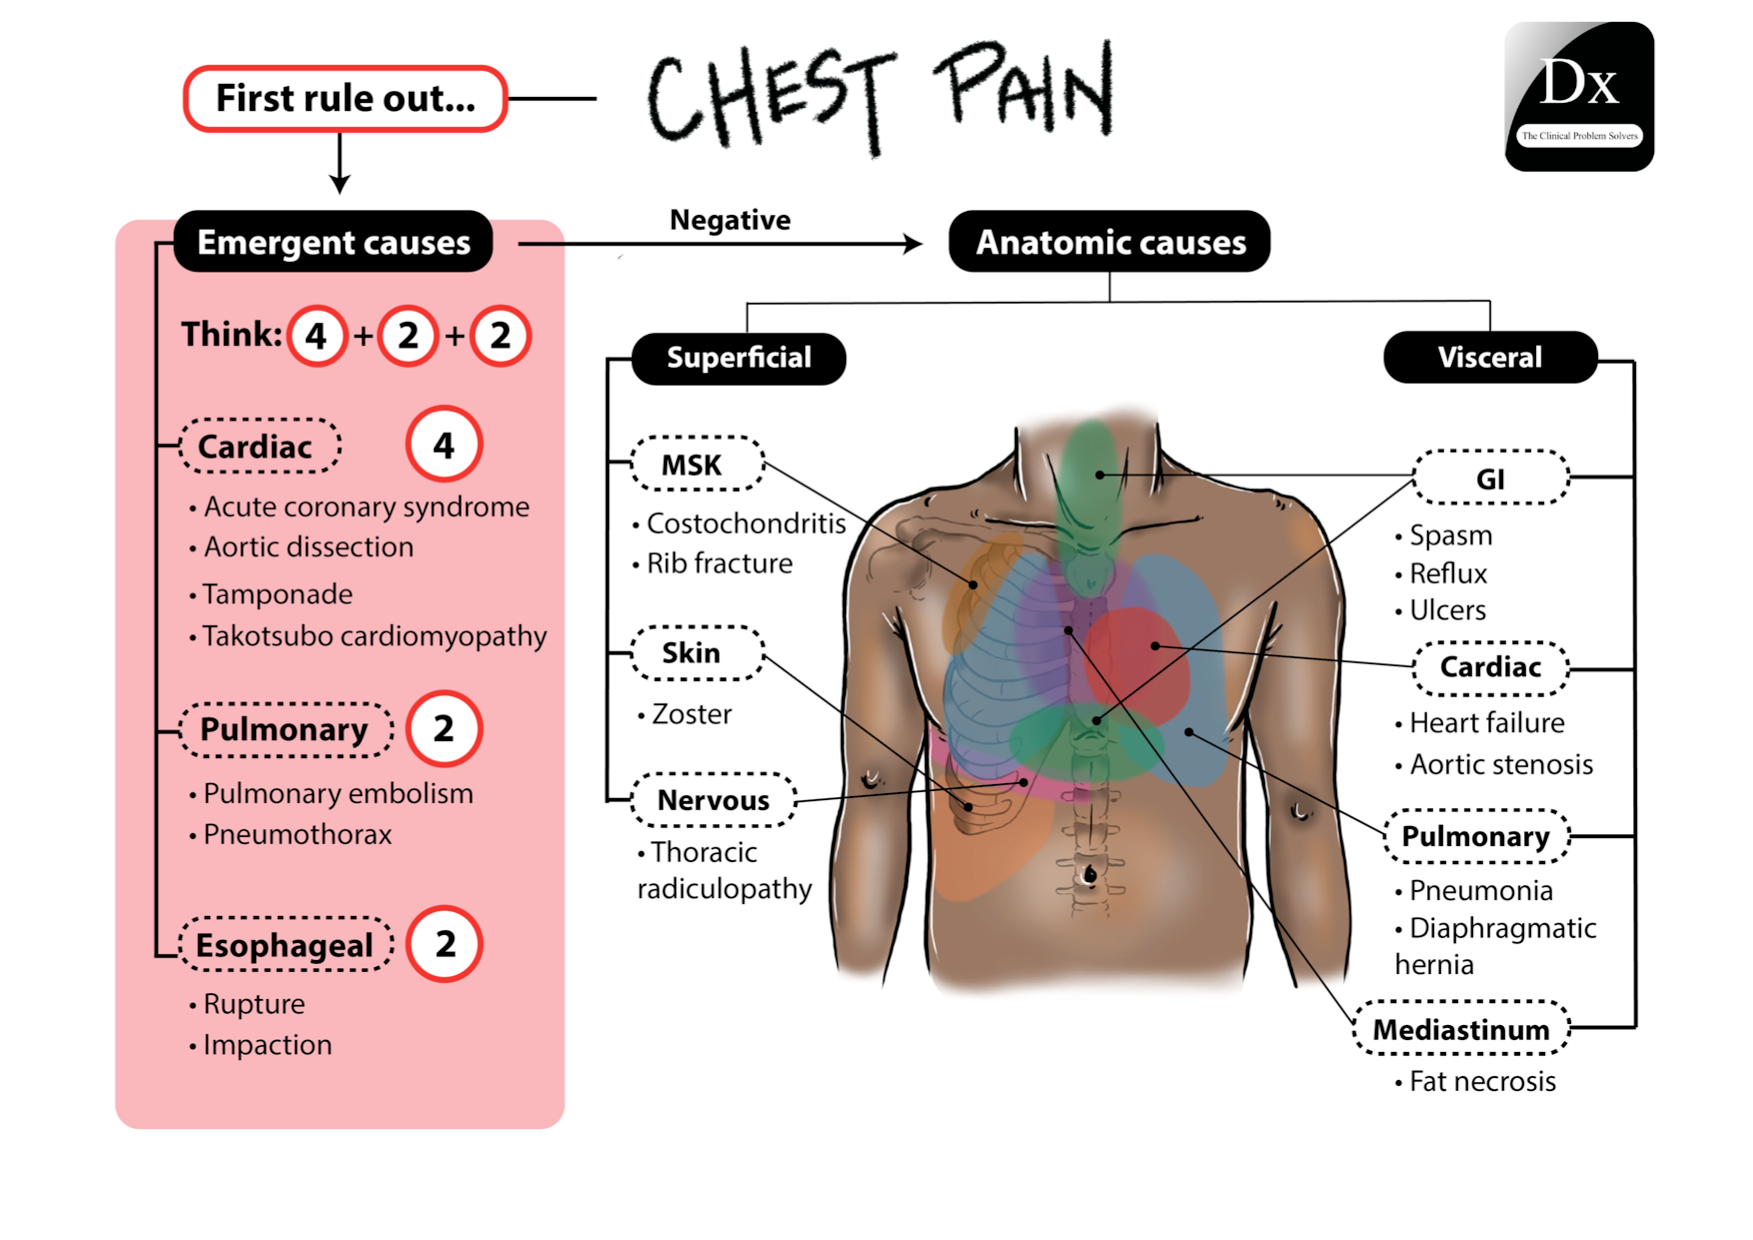 First rule out...
CHEST PAIN
Dx
The Clinical Problem Solvers
Emergent causes
Negative
Anatomic causes
Think: 4 + 2 + 2
Cardiac 4
• Acute coronary syndrome
• Aortic dissection
• Tamponade
• Takotsubo cardiomyopathy
Pulmonary 2
• Pulmonary embolism
• Pneumothorax
Esophageal 2
• Rupture
• Impaction
Superficial
MSK
• Costochondritis
• Rib fracture
Skin
• Zoster
Nervous
• Thoracic
radiculopathy
Visceral
GI
• Spasm
• Reflux
• Ulcers
Cardiac
• Heart failure
• Aortic stenosis
Pulmonary
• Pneumonia
• Diaphragmatic
hernia
Mediastinum
• Fat necrosis